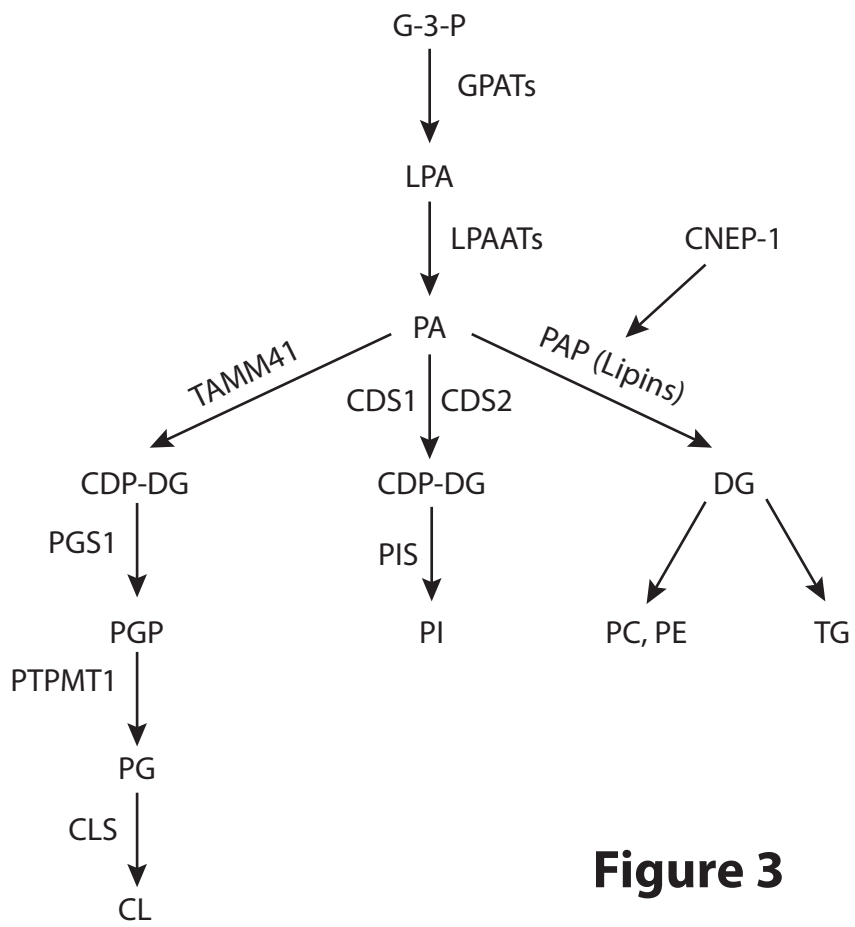 G-3-P
GPATs
LPA
LPAATs
CNEP-1
PA
TAMM41
CDS1
CDS2
PAP (Lipins)
CDP-DG
CDP-DG
DG
PGS1
PIS
PGP
PI
PC, PE
TG
PTPMT1
PG
CLS
CL
Figure 3